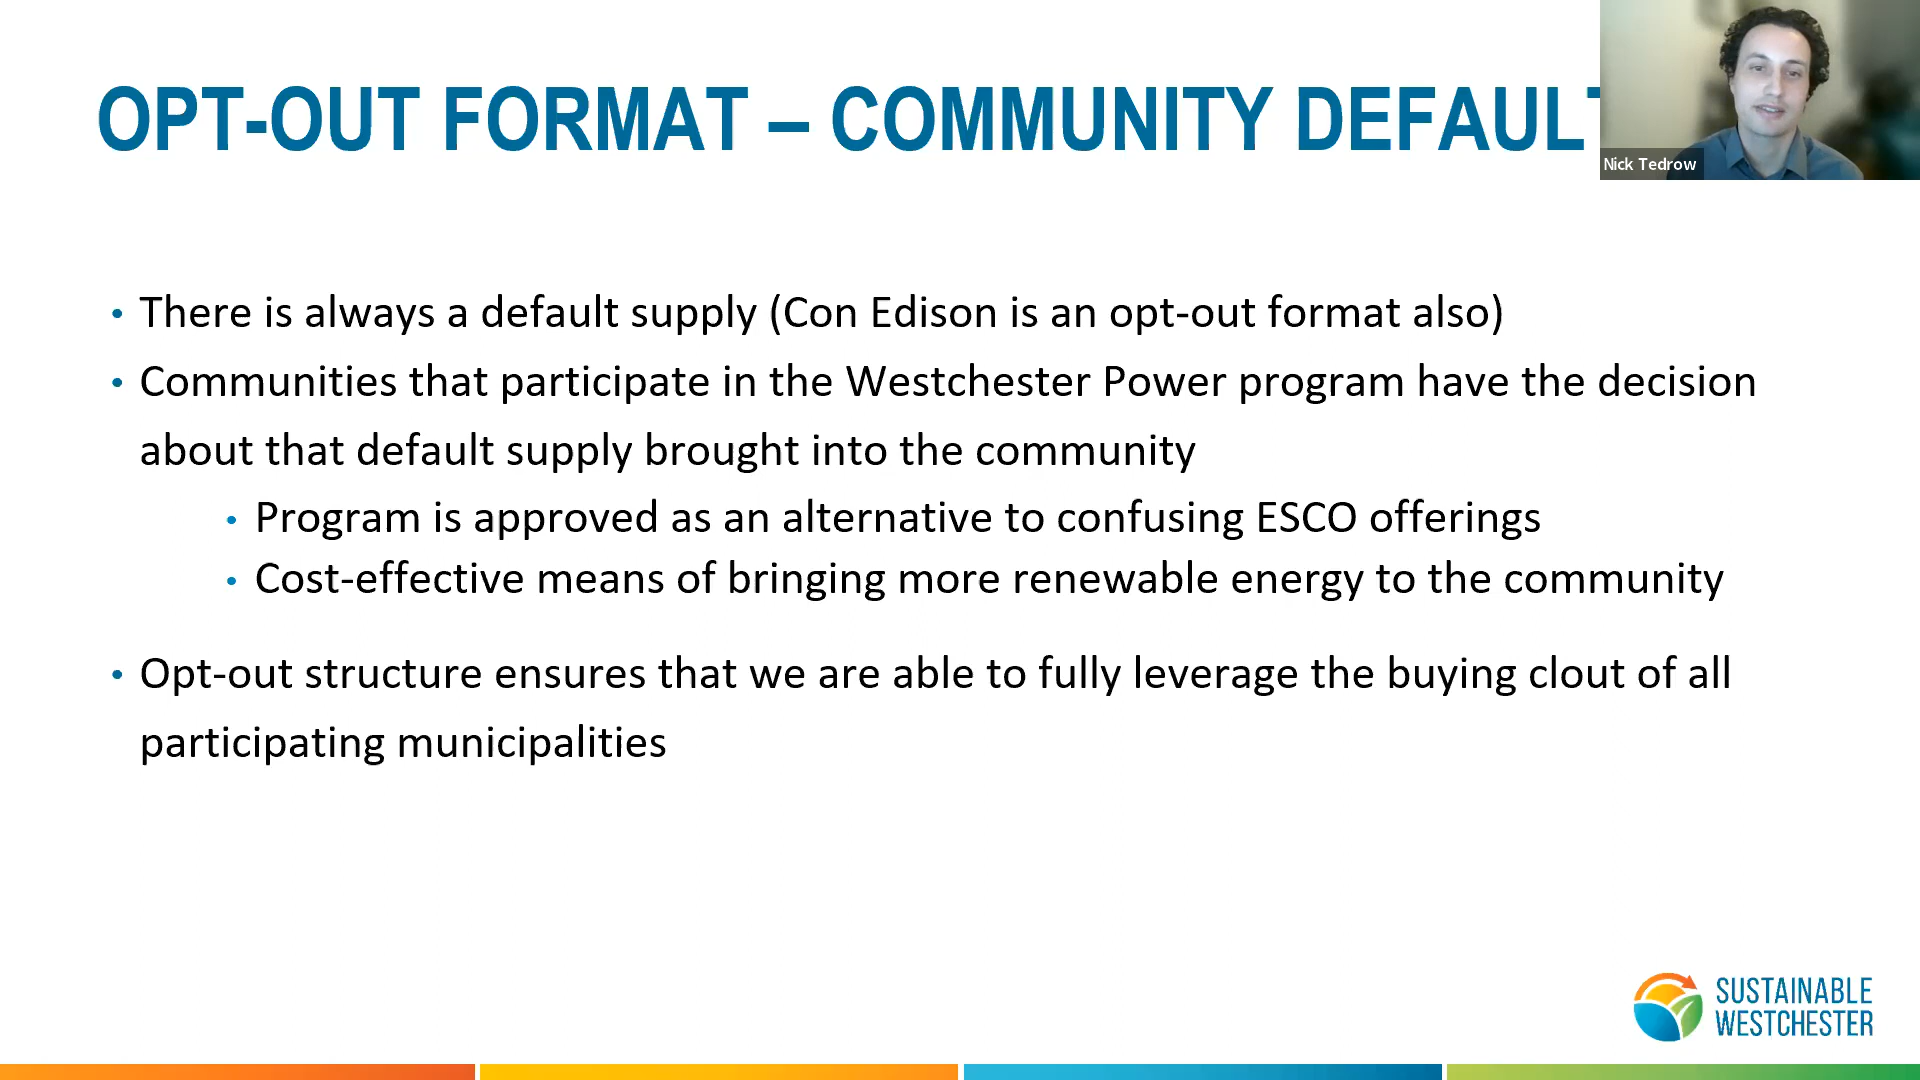 OPT-OUT FORMAT – COMMUNITY DEFAULT
Nick Tedrow
• There is always a default supply (Con Edison is an opt-out format also)
• Communities that participate in the Westchester Power program have the decision
about that default supply brought into the community
• Program is approved as an alternative to confusing ESCO offerings
• Cost-effective means of bringing more renewable energy to the community
• Opt-out structure ensures that we are able to fully leverage the buying clout of all
participating municipalities
SUSTAINABLE
WESTCHESTER